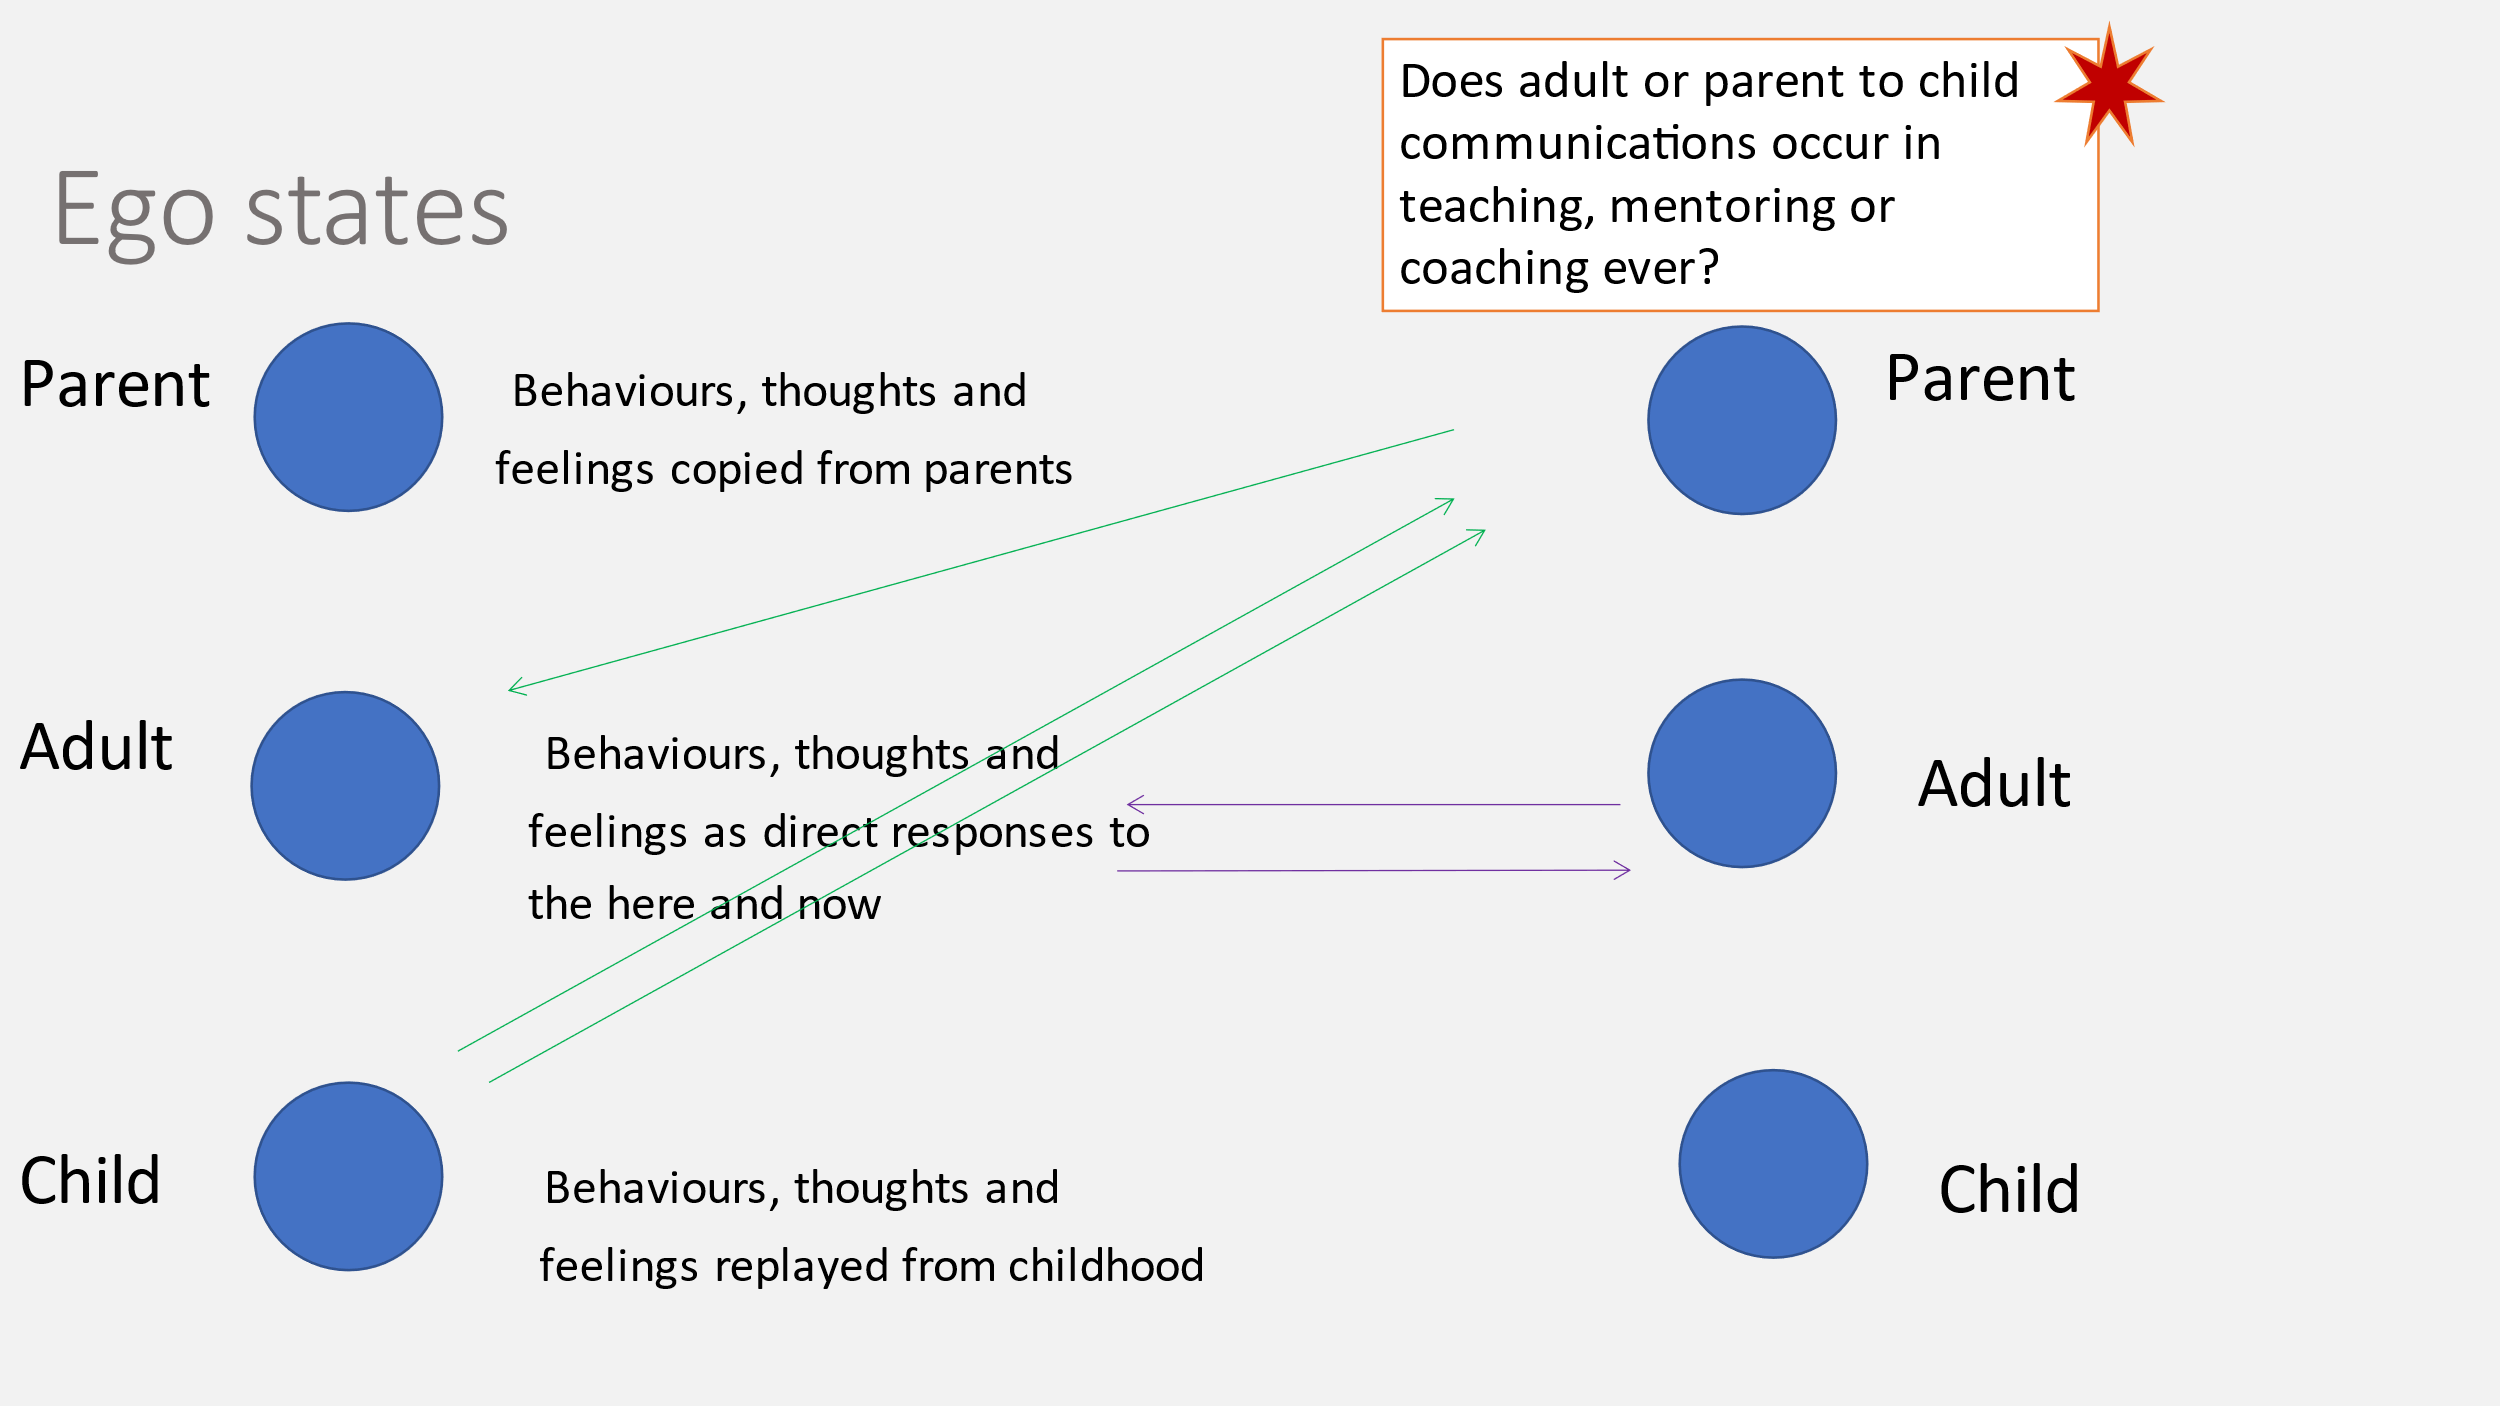 Does adult or parent to child
communications occur in
teaching, mentoring or
coaching ever?
Ego states
Parent
Behaviours, thoughts and
feelings copied from parents
Parent
Adult
Behaviours, thoughts and
feelings as direct responses to
the here and now
Adult
Child
Behaviours, thoughts and
feelings replayed from childhood
Child